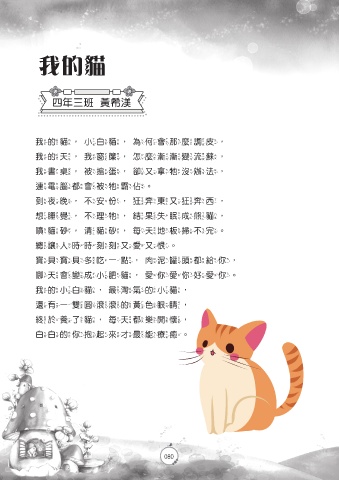 我的貓
四年三班 黃希渼
我的貓,小白貓,為何會那麼調皮,
我的天,我窗簾,怎麼漸漸變流蘇,
我書桌,被搗蛋,卻又拿牠沒辦法,
連電腦都會被牠霸佔。
到夜晚,不安份,狂奔東又狂奔西,
想睡覺,不理牠,結果失眠成熊貓,
噴貓砂,清貓砂,每天地板掃不完。
總讓人時時刻刻又愛又恨。
寶貝寶貝多吃一點,肉泥罐頭都給你,
聊天會變成小肥貓,愛你愛你好愛你。
我的小白貓,最淘氣的小貓,
還有一雙圓滾滾的黃色眼睛,
終於養了貓,每天都樂開懷,
白白的你抱起來才最能療癒。
080